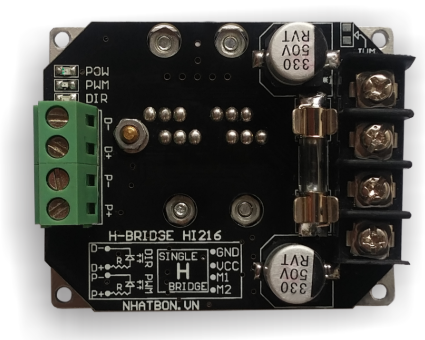 330
50V
RVT
POW
PWM
DIR
D-
D+
P-
P+
H-BRIDGE HI216
D-
D+
P-
P+
R
R
DIR
PWM
SINGLE
H
BRIDGE
GND
VCC
M1
M2
330
50V
RVT
NHATBON.VN